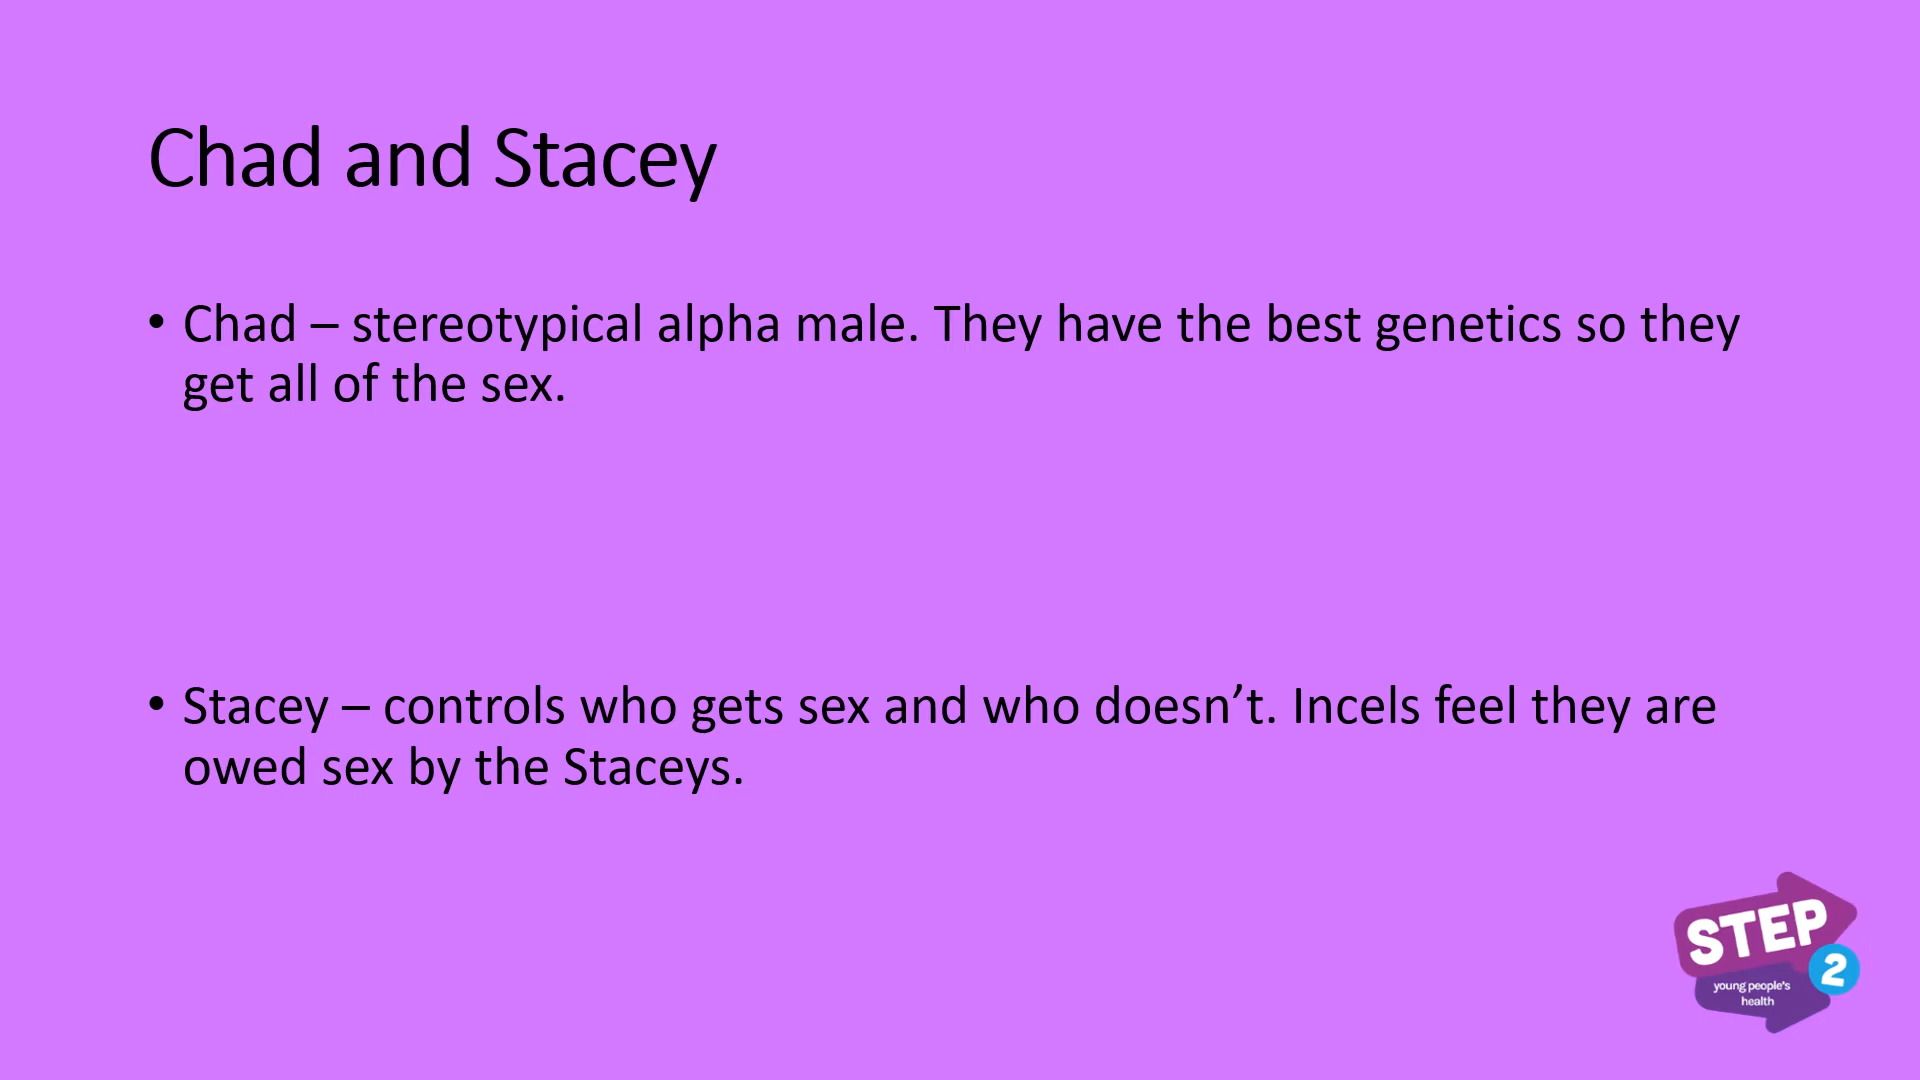 Chad and Stacey
• Chad – stereotypical alpha male. They have the best genetics so they
get all of the sex.
• Stacey – controls who gets sex and who doesn’t. Incels feel they are
owed sex by the Staceys.
STEP
2
young people's
health